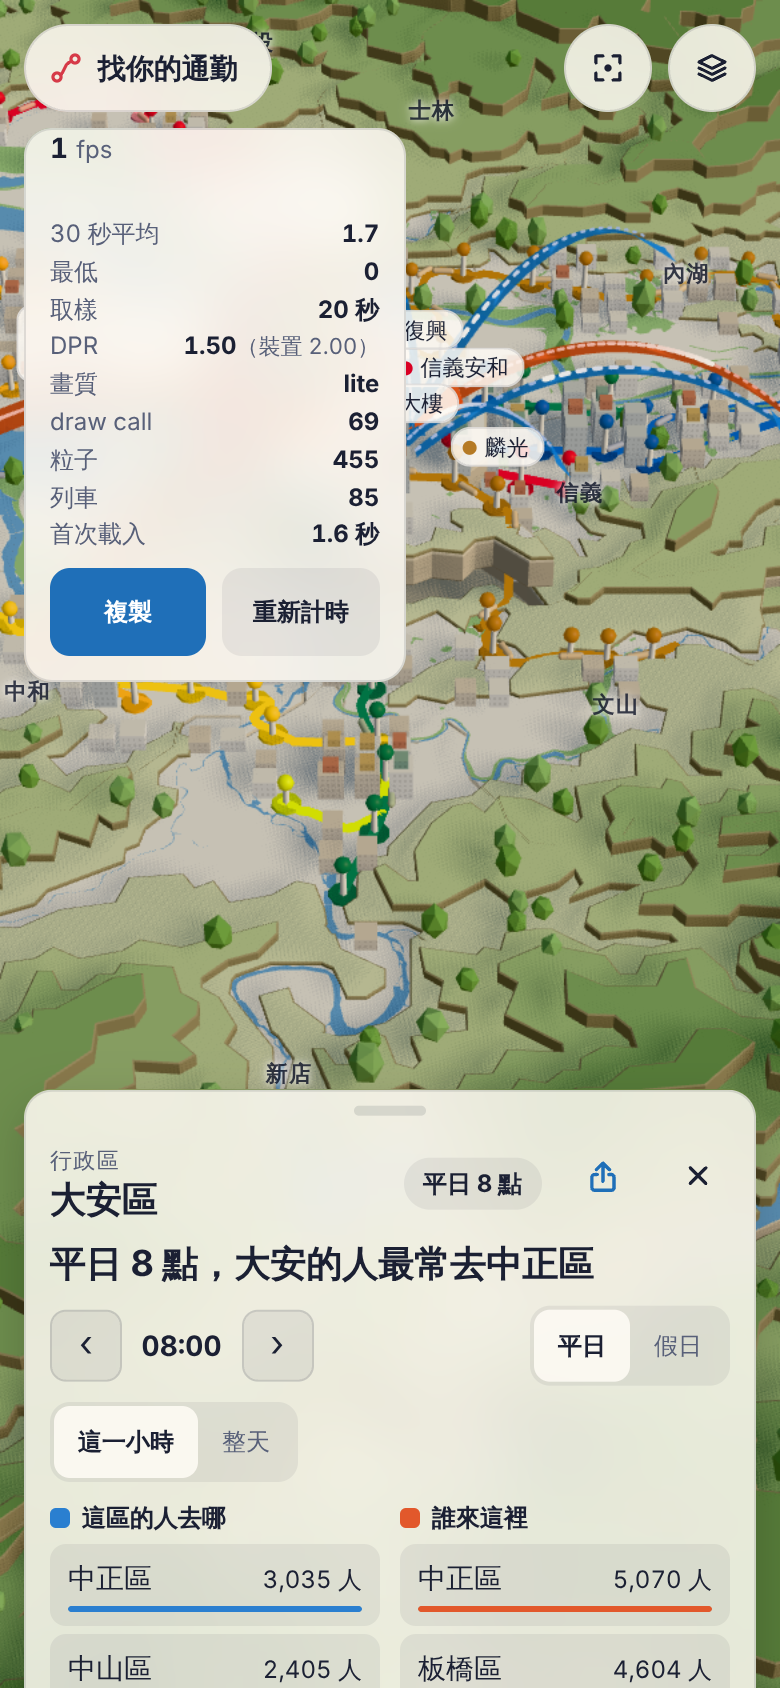 找你的通勤
士林
1 fps
30 秒平均 1.7
最低 0
取樣 20 秒
DPR 1.50（裝置 2.00）
畫質 lite
draw call 69
粒子 455
列車 85
首次載入 1.6 秒
複製 重新計時
內湖
復興
信義安和
大樓
麟光
信義
中和
文山
新店
行政區
大安區
平日 8 點
平日 8 點，大安的人最常去中正區
‹ 08:00 ›
平日 假日
這一小時 整天
這區的人去哪 誰來這裡
中正區 3,035 人 中正區 5,070 人
中山區 2,405 人 板橋區 4,604 人